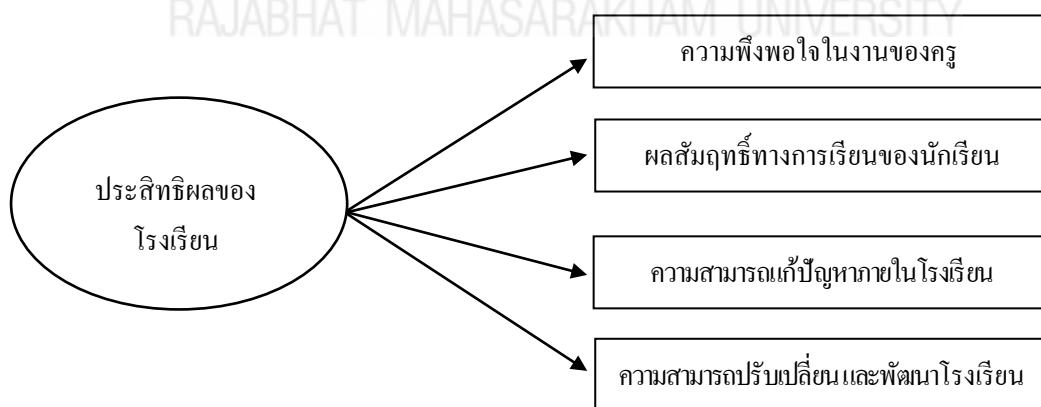 RAJABHAT MAHASARAKHAM UNIVERSITY
ความพึงพอใจในงานของครู
ผลสัมฤทธิ์ทางการเรียนของนักเรียน
ประสิทธิผลของ
โรงเรียน
ความสามารถแก้ปัญหาภายในโรงเรียน
ความสามารถปรับเปลี่ยนและพัฒนาโรงเรียน